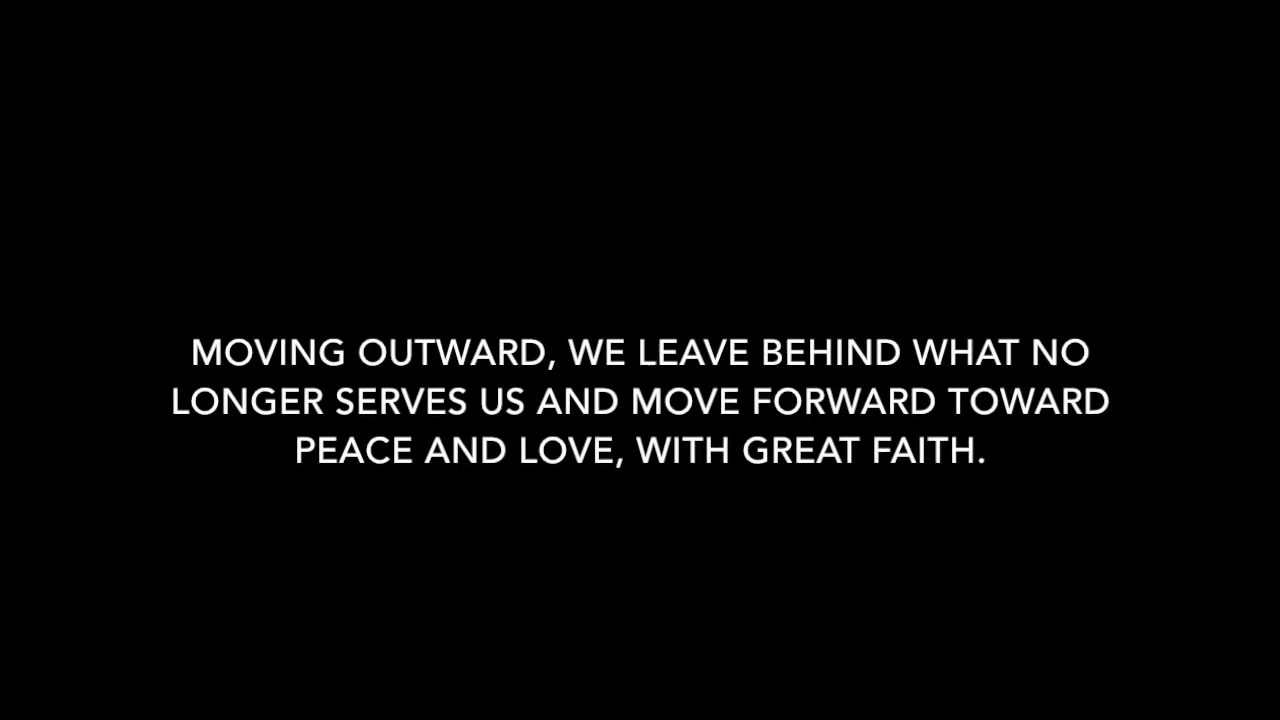 MOVING OUTWARD, WE LEAVE BEHIND WHAT NO
LONGER SERVES US AND MOVE FORWARD TOWARD
PEACE AND LOVE, WITH GREAT FAITH.